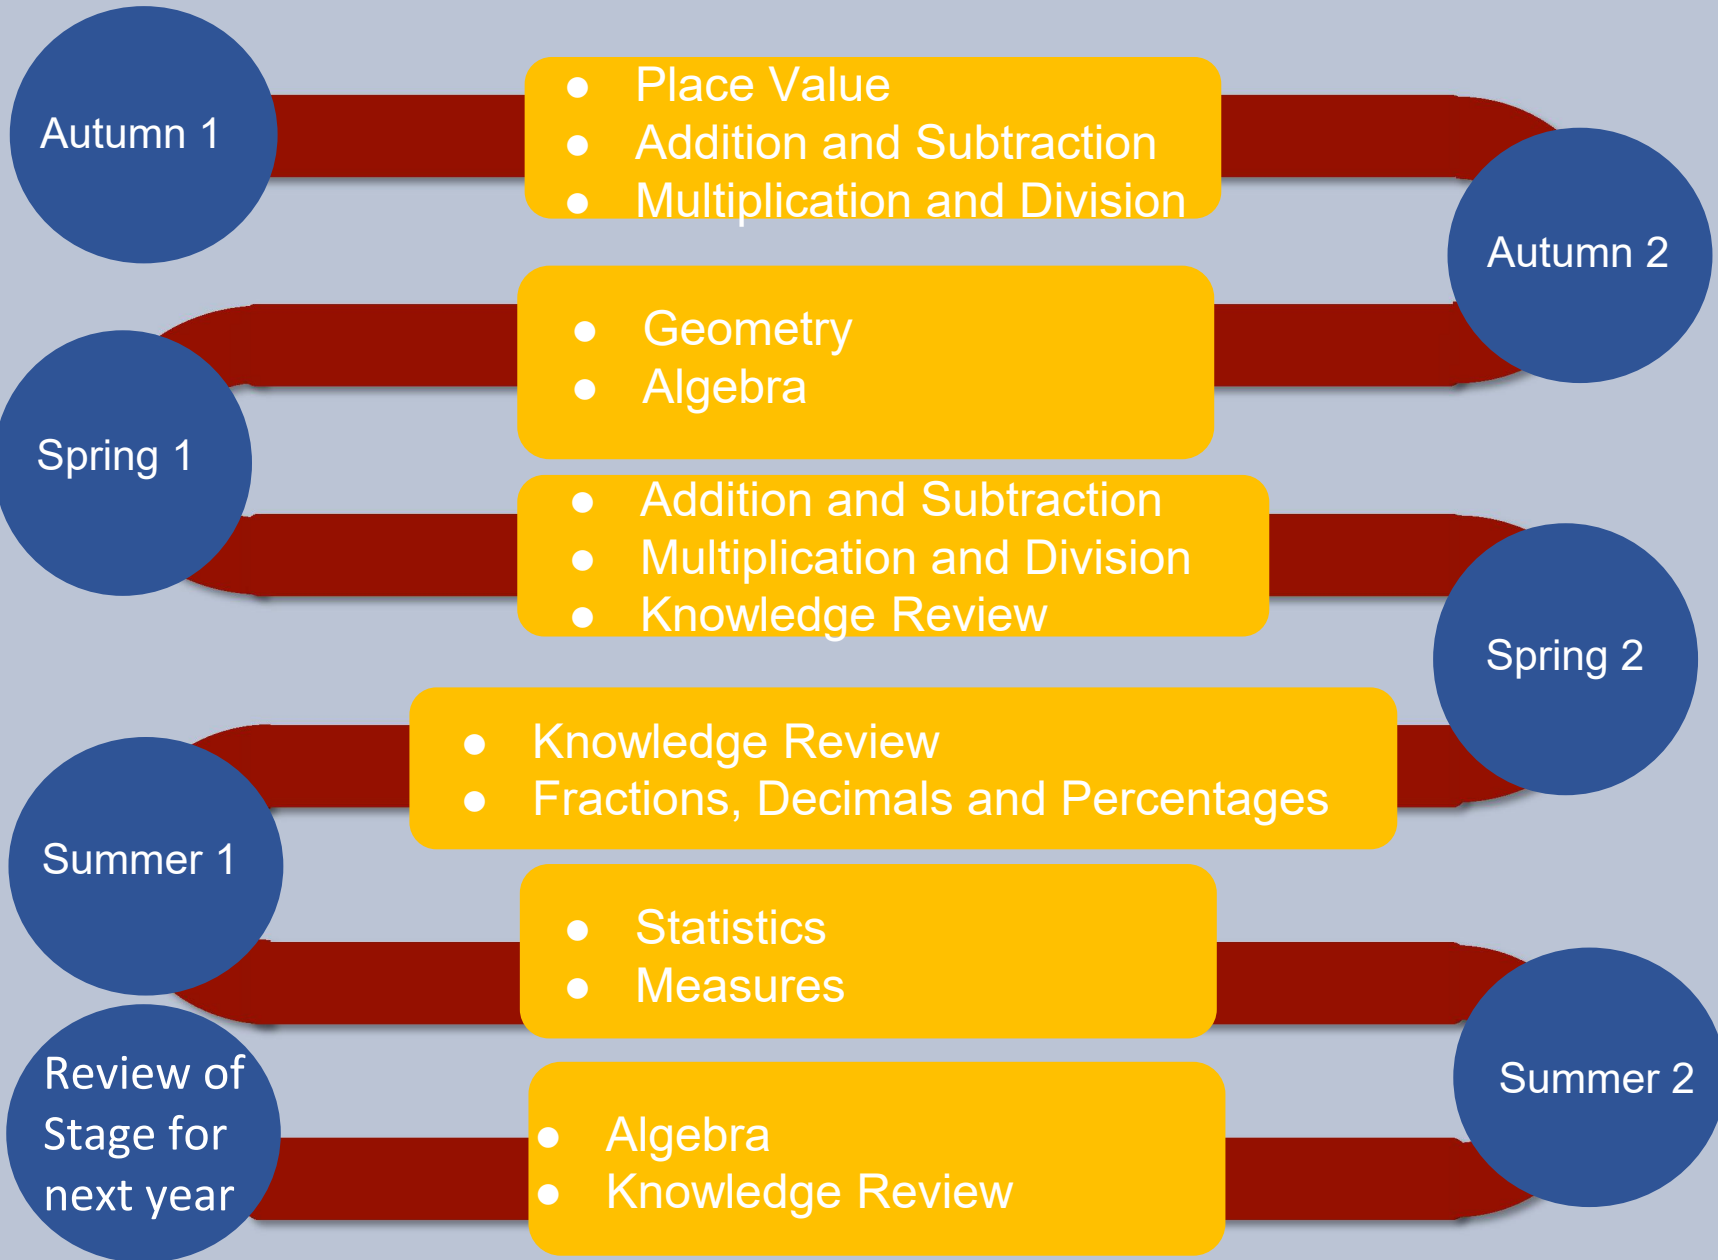 Autumn 1
● Place Value
● Addition and Subtraction
● Multiplication and Division
Autumn 2
● Geometry
● Algebra
Spring 1
● Addition and Subtraction
● Multiplication and Division
● Knowledge Review
Spring 2
● Knowledge Review
● Fractions, Decimals and Percentages
Summer 1
● Statistics
● Measures
Summer 2
● Algebra
● Knowledge Review
Review of
Stage for
next year